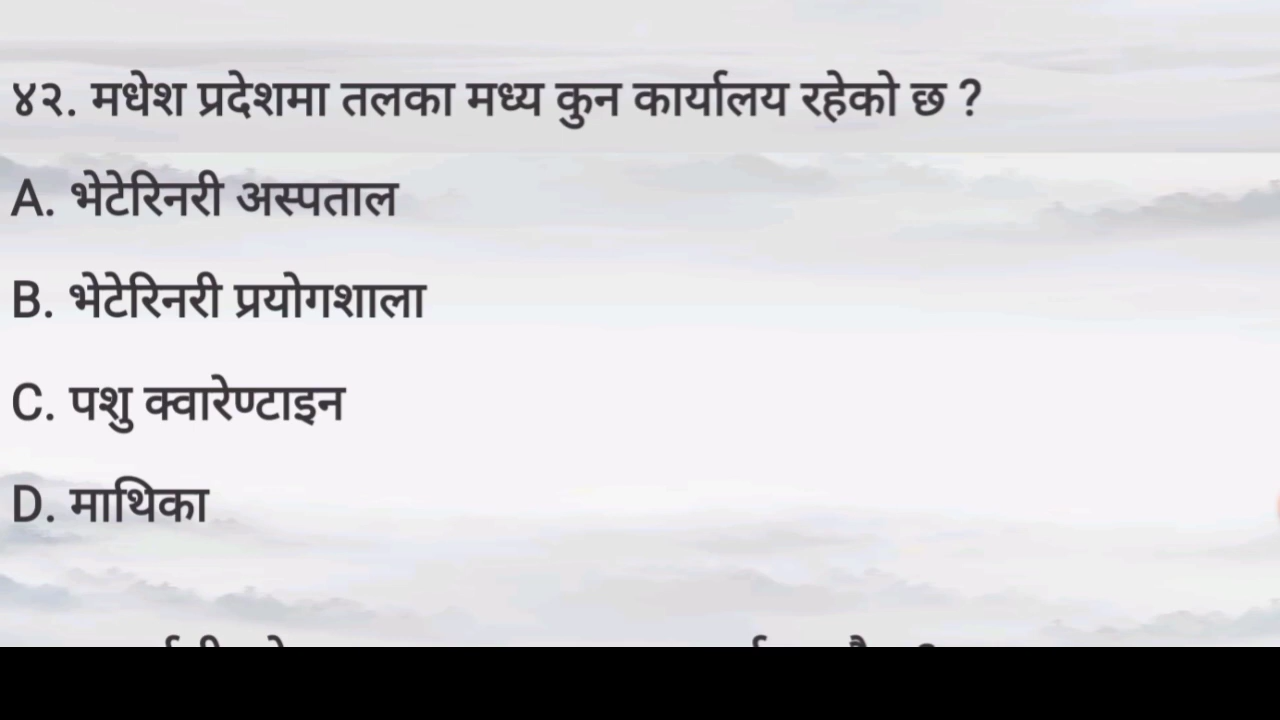 ४२. मधेश प्रदेशमा तलका मध्य कुन कार्यालय रहेको छ ?
A. भेटेरिनरी अस्पताल
B. भेटेरिनरी प्रयोगशाला
C. पशु क्वारेण्टाइन
D. माथिका